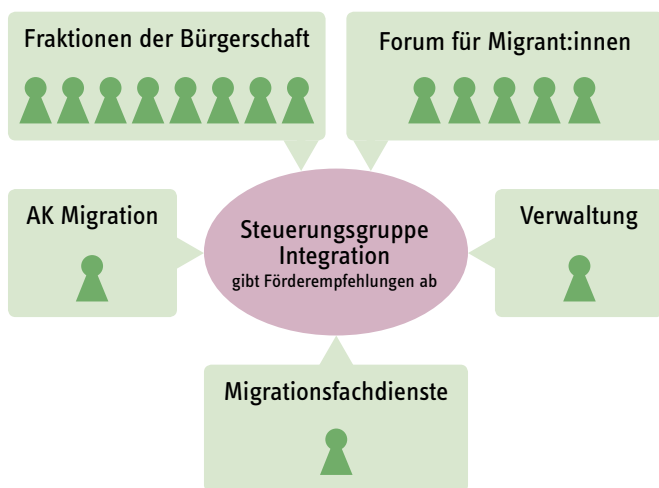 Fraktionen der Bürgerschaft
Forum für Migrant:innen
AK Migration
Steuerungsgruppe
Integration
gibt Förderempfehlungen ab
Verwaltung
Migrationsfachdienste